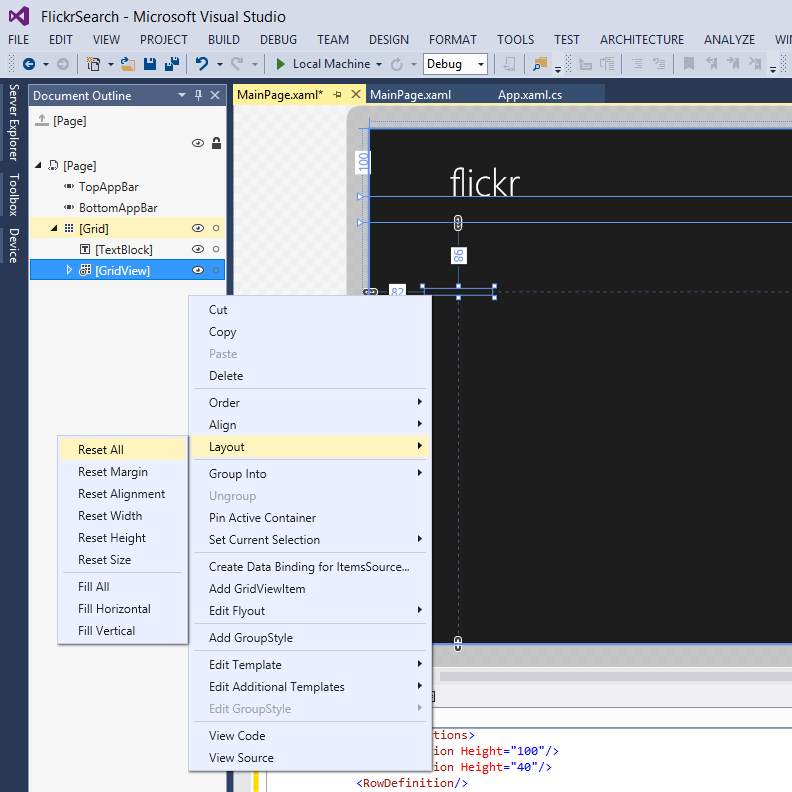 FlickrSearch - Microsoft Visual Studio
FILE EDIT VIEW PROJECT BUILD DEBUG TEAM DESIGN FORMAT TOOLS TEST ARCHITECTURE ANALYZE
Local Machine Debug
Server Explorer
Toolbox
Device
Document Outline
MainPage.xaml* MainPage.xaml App.xaml.cs
[Page]
[Page]
TopAppBar
BottomAppBar
[Grid]
[TextBlock]
[GridView]
100
flickr
98
82
Cut
Copy
Paste
Delete
Order
Align
Layout
Group Into
Ungroup
Pin Active Container
Set Current Selection
Create Data Binding for ItemsSource...
Add GridViewItem
Edit Flyout
Add GroupStyle
Edit Template
Edit Additional Templates
Edit GroupStyle
View Code
View Source
Reset All
Reset Margin
Reset Alignment
Reset Width
Reset Height
Reset Size
Fill All
Fill Horizontal
Fill Vertical
tions>
ion Height="100"/>
ion Height="40"/>
<RowDefinition/>